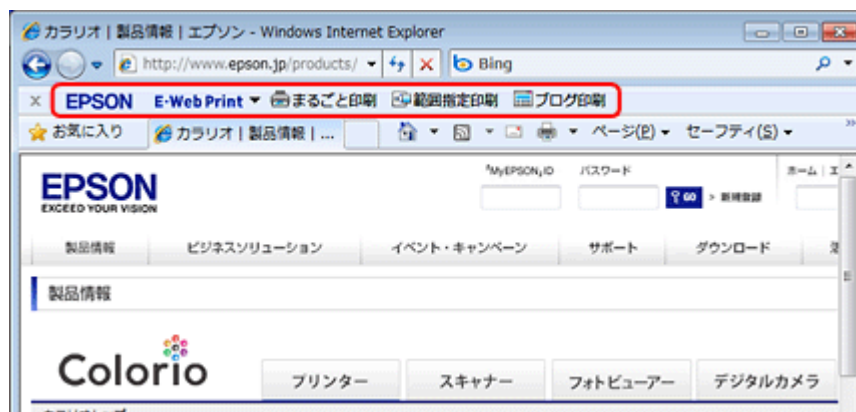 カラリオ | 製品情報 | エプソン - Windows Internet Explorer
http://www.epson.jp/products/ Bing
EPSON E-Web Print まるごと印刷 範囲指定印刷 ブログ印刷
お気に入り カラリオ | 製品情報 | ... ページ(P) セーフティ(S)
「MyEPSON」ID パスワード ホーム
EPSON
EXCEED YOUR VISION
GO > 新規登録
製品情報 ビジネスソリューション イベント・キャンペーン サポート ダウンロード
製品情報
Colorio
プリンター スキャナー フォトビューアー デジタルカメラ